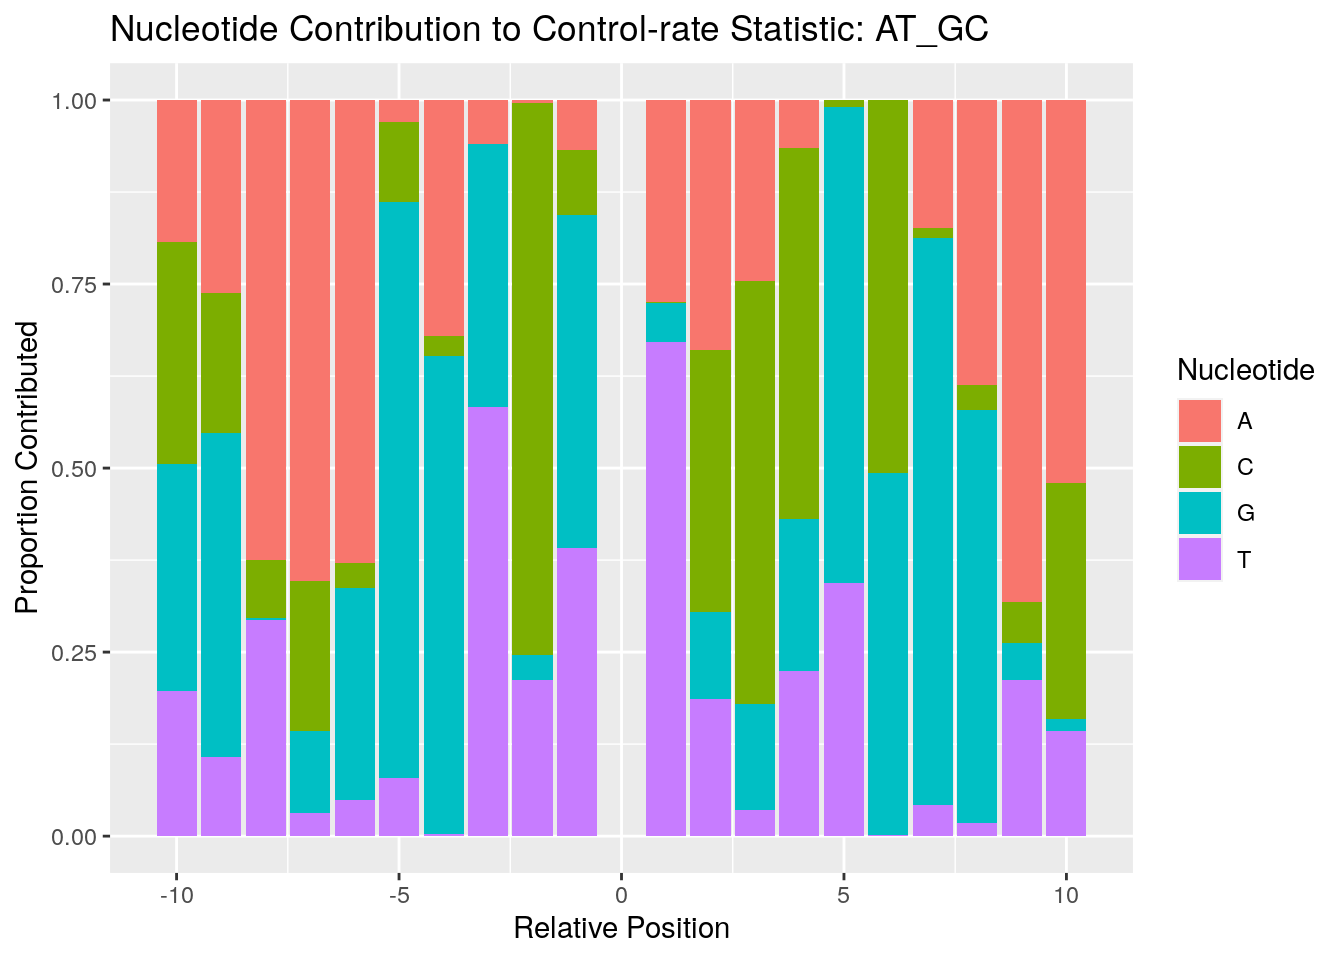 Nucleotide Contribution to Control-rate Statistic: AT_GC
1.00
0.75
0.50
0.25
0.00
Proportion Contributed
-10
-5
0
5
10
Relative Position
Nucleotide
A
C
G
T